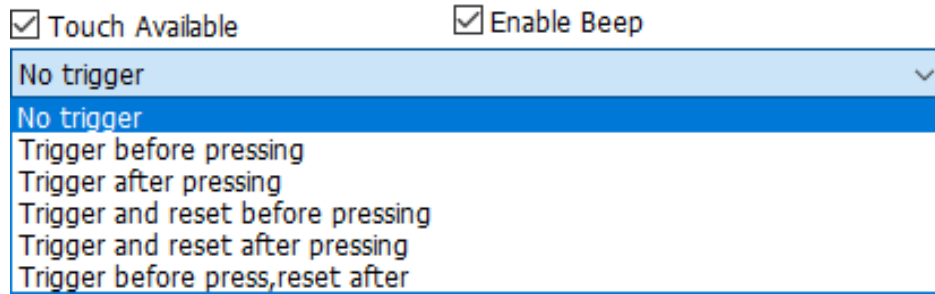 Touch Available
Enable Beep
No trigger
No trigger
Trigger before pressing
Trigger after pressing
Trigger and reset before pressing
Trigger and reset after pressing
Trigger before press,reset after